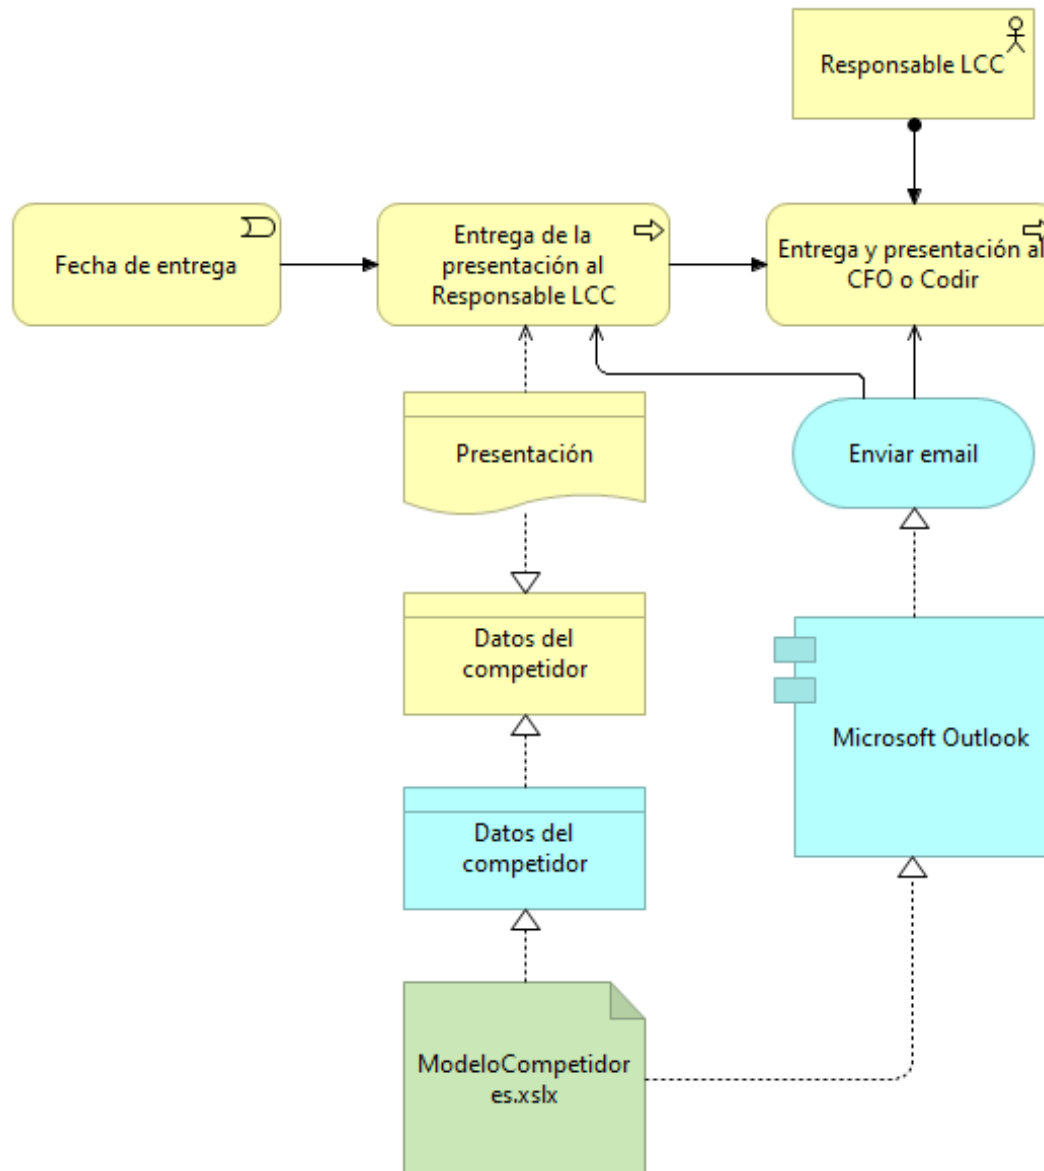 Responsable LCC
Fecha de entrega
Entrega de la
presentación al
Responsable LCC
Entrega y presentación al
CFO o Codir
Presentación
Enviar email
Datos del
competidor
Microsoft Outlook
Datos del
competidor
ModeloCompetidor
es.xslx